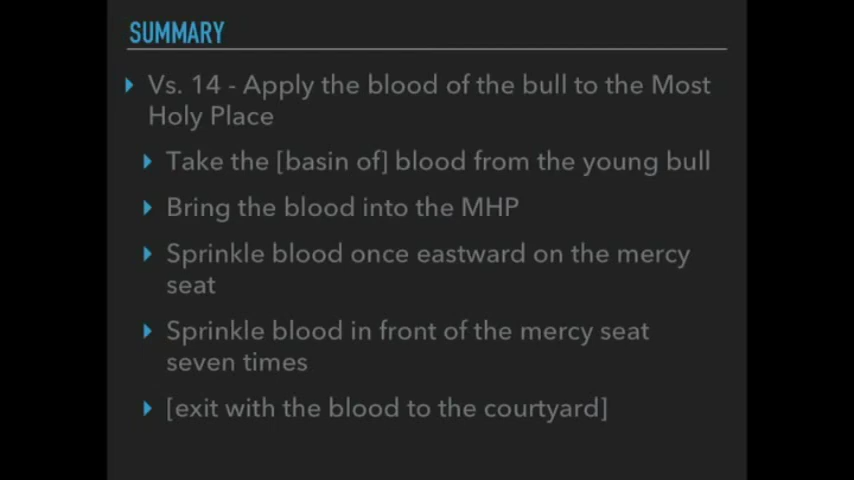 SUMMARY
Vs. 14 - Apply the blood of the bull to the Most
Holy Place
Take the [basin of] blood from the young bull
Bring the blood into the MHP
Sprinkle blood once eastward on the mercy
seat
Sprinkle blood in front of the mercy seat
seven times
[exit with the blood to the courtyard]